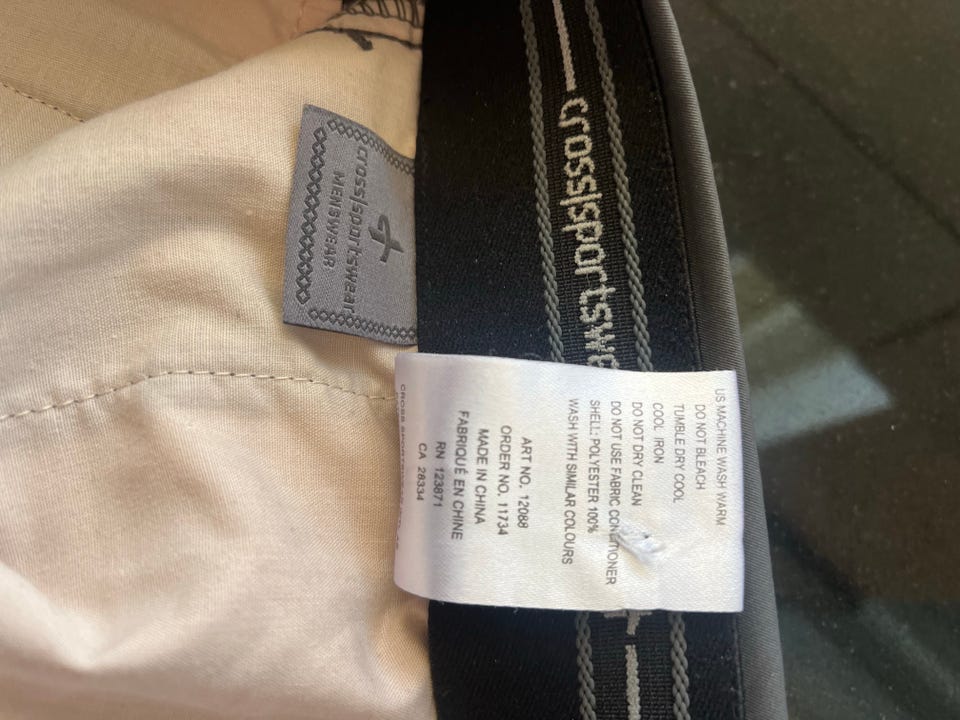 cross|sportswear
MENSWEAR
cross|sportswe
US MACHINE WASH WARM
DO NOT BLEACH
TUMBLE DRY COOL
COOL IRON
DO NOT DRY CLEAN
DO NOT USE FABRIC CONDITIONER
SHELL: POLYESTER 100%
WASH WITH SIMILAR COLOURS
ART NO. 12088
ORDER NO. 11734
MADE IN CHINA
FABRIQUÉ EN CHINE
RN 123871
CA 28334